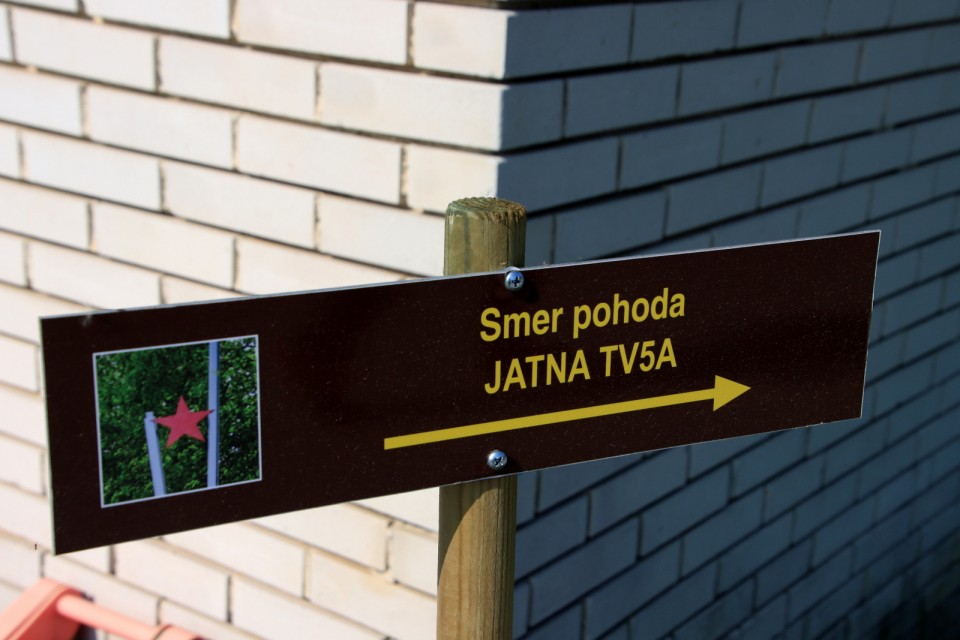 Smer pohoda
JATNA TV5A